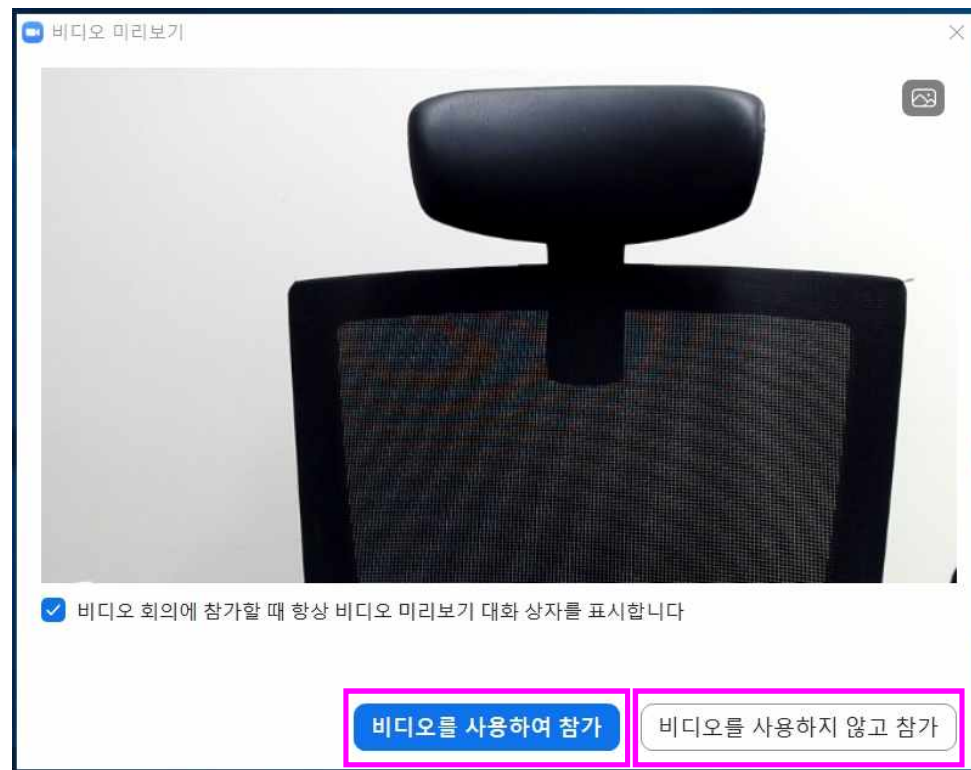 비디오 미리보기
비디오 회의에 참가할 때 항상 비디오 미리보기 대화 상자를 표시합니다
비디오를 사용하여 참가
비디오를 사용하지 않고 참가